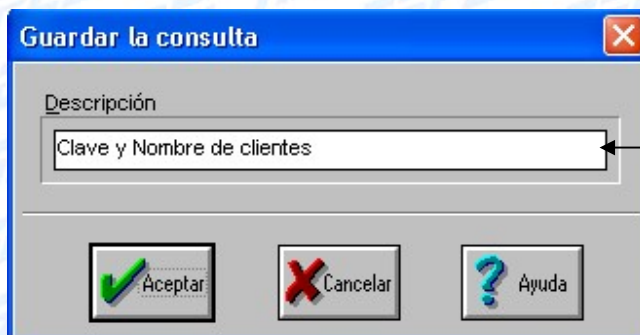 Guardar la consulta
Descripción
Clave y Nombre de clientes
Aceptar
Cancelar
Ayuda